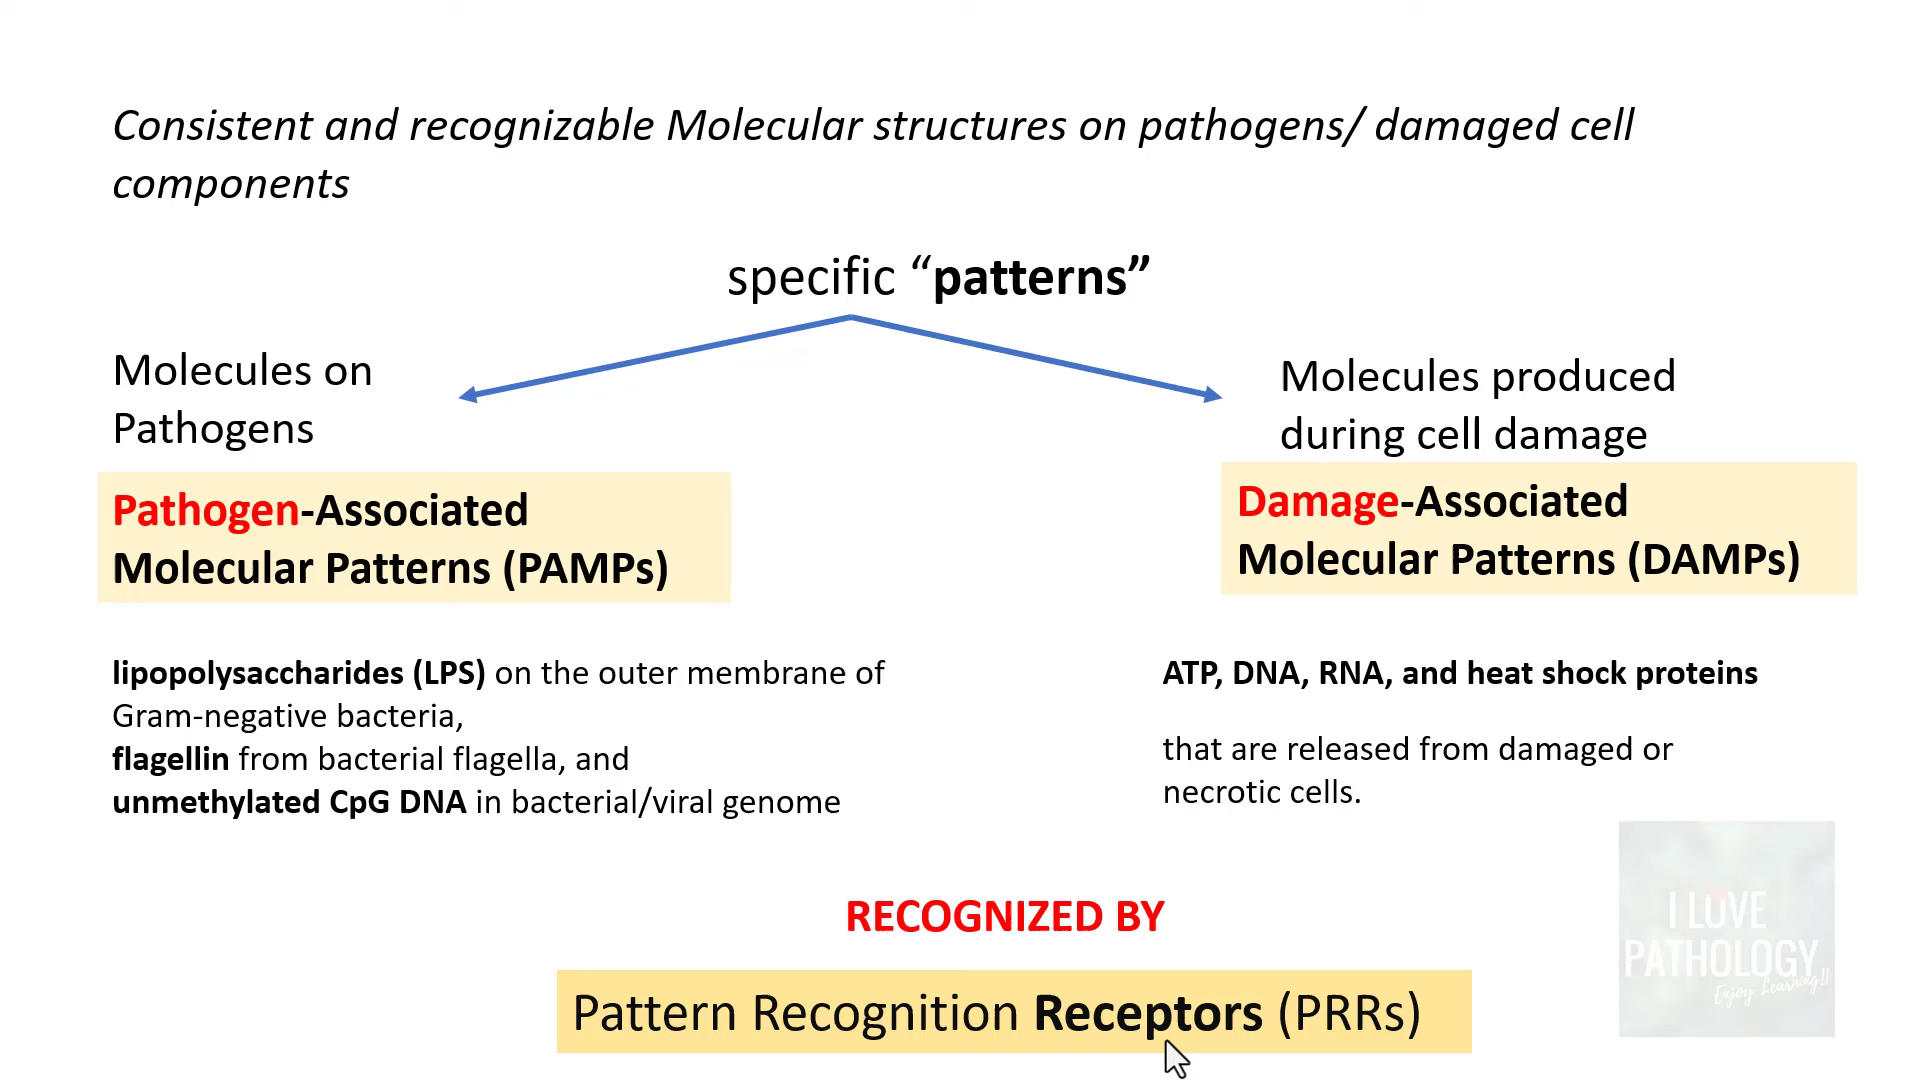 Consistent and recognizable Molecular structures on pathogens/ damaged cell
components
specific “patterns”
Molecules on
Pathogens
Pathogen-Associated
Molecular Patterns (PAMPs)
lipopolysaccharides (LPS) on the outer membrane of
Gram-negative bacteria,
flagellin from bacterial flagella, and
unmethylated CpG DNA in bacterial/viral genome
Molecules produced
during cell damage
Damage-Associated
Molecular Patterns (DAMPs)
ATP, DNA, RNA, and heat shock proteins
that are released from damaged or
necrotic cells.
RECOGNIZED BY
Pattern Recognition Receptors (PRRs)
I LOVE
PATHOLOGY
Enjoy Learning!!